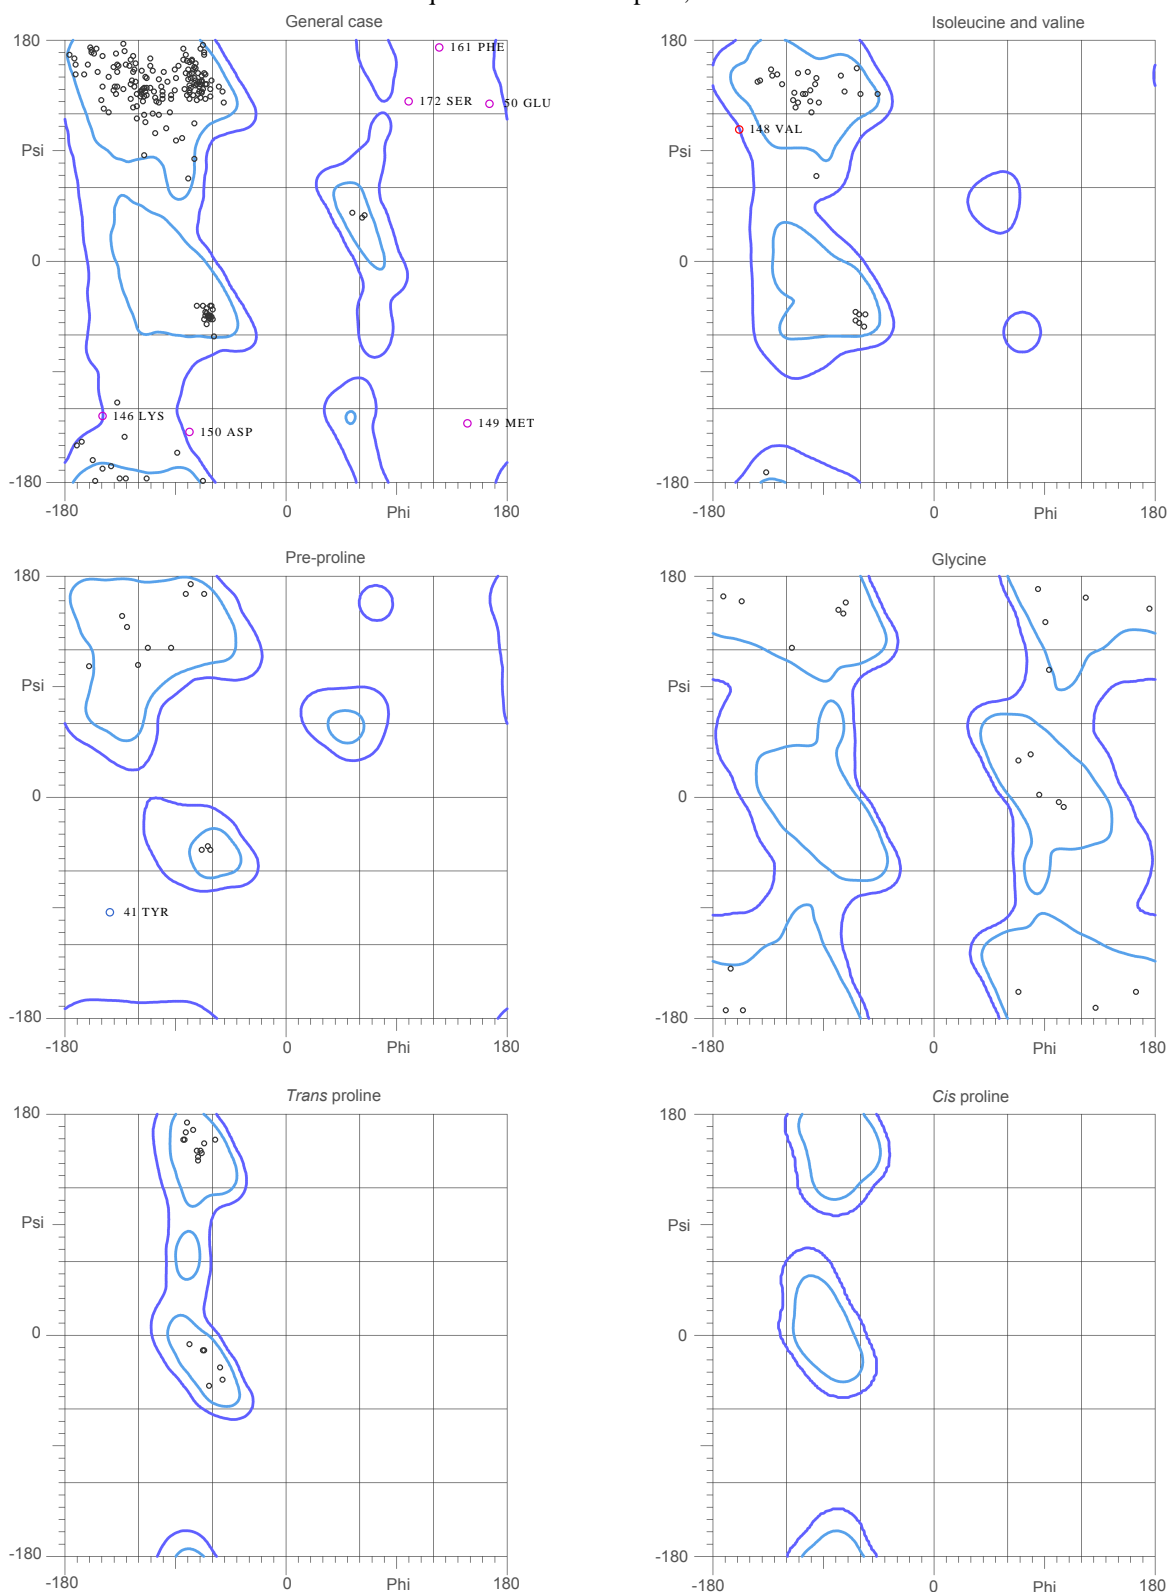 General case
Isoleucine and valine
180
161 PHE
172 SER
50 GLU
Psi
0
146 LYS
150 ASP
149 MET
-180
-180
0
Phi
180
180
148 VAL
Psi
0
-180
-180
0
Phi
180
Pre-proline
Glycine
180
Psi
0
41 TYR
-180
-180
0
Phi
180
180
Psi
0
-180
-180
0
Phi
180
Trans proline
Cis proline
180
Psi
0
-180
-180
0
Phi
180
180
Psi
0
-180
-180
0
Phi
180